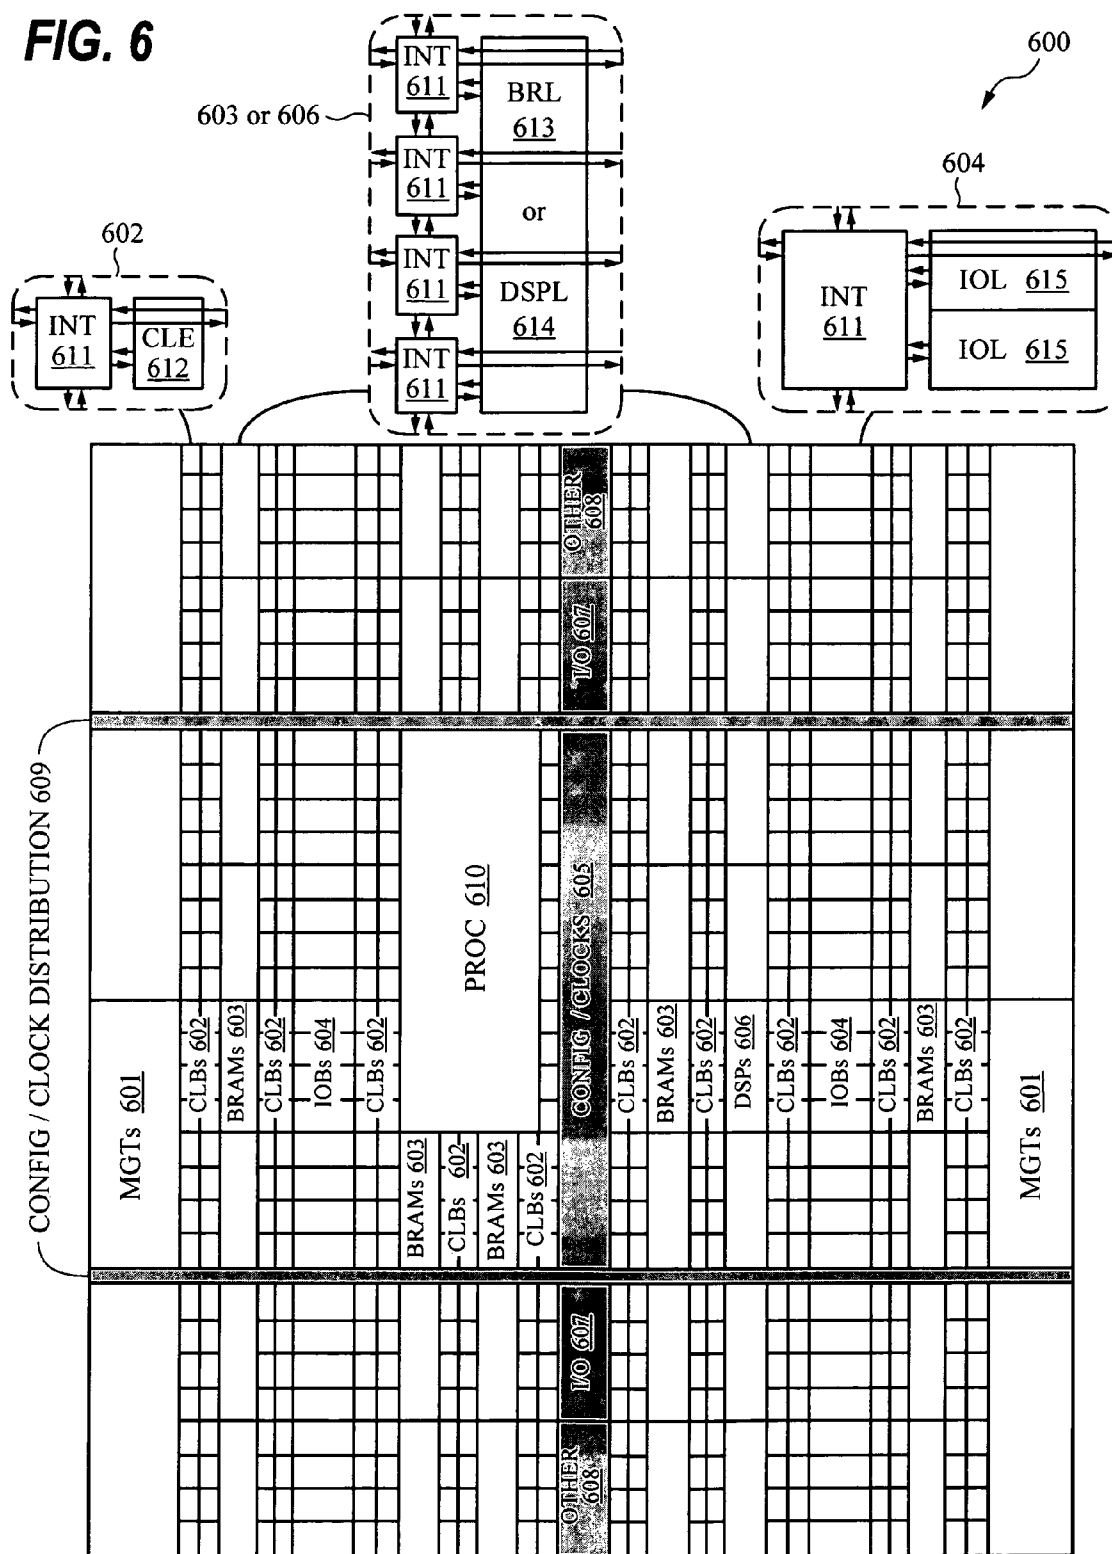 FIG. 6
600
603 or 606
INT
611
INT
611
INT
611
INT
611
BRL
613
or
DSPL
614
604
INT
611
IOL 615
IOL 615
602
INT
611
CLE
612
OTHER
608
I/O 607
CONFIG / CLOCK DISTRIBUTION 609
PROC 610
CONFIG / CLOCKS 605
MGTs 601
CLBs 602
BRAMs 603
CLBs 602
IOBs 604
CLBs 602
BRAMs 603
CLBs 602
BRAMs 603
CLBs 602
CLBs 602
BRAMs 603
CLBs 602
DSPs 606
CLBs 602
IOBs 604
CLBs 602
BRAMs 603
CLBs 602
MGTs 601
I/O 607
OTHER
608